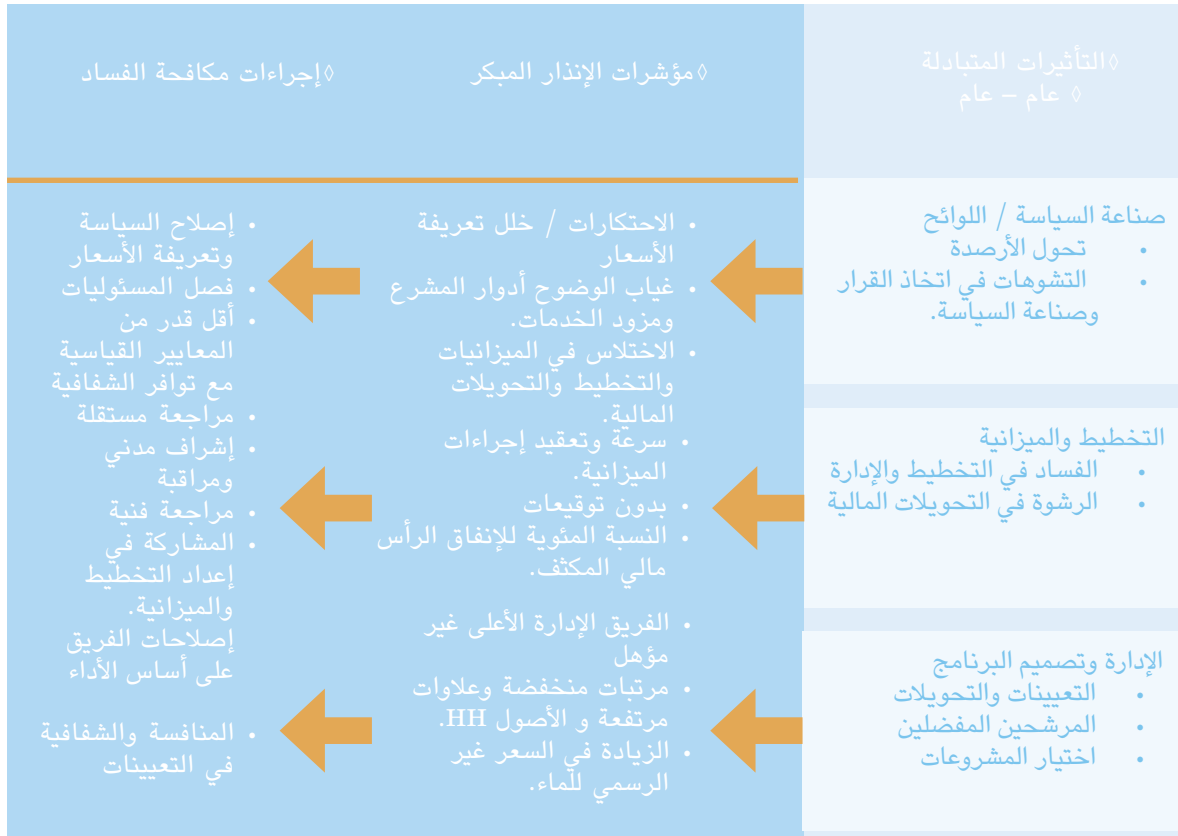 ◊التأثيرات المتبادلة
◊ عام – عام
◊مؤشرات الإنذار المبكر
◊إجراءات مكافحة الفساد
صناعة السياسة / اللوائح
• تحول الأرصدة
• التشوهات في اتخاذ القرار
وصناعة السياسة.
• الاحتكارات / خلل تعريفة
الأسعار
• غياب الوضوح أدوار المشرع
ومزود الخدمات.
• الاختلاس في الميزانيات
والتخطيط والتحويلات
المالية.
• إصلاح السياسة
وتعريفة الأسعار
• فصل المسئوليات
• أقل قدر من
المعايير القياسية
مع توافر الشفافية
• مراجعة مستقلة
• إشراف مدني
ومراقبة
• مراجعة فنية
• المشاركة في
إعداد التخطيط
والميزانية.
إصلاحات الفريق
على أساس الأداء
التخطيط والميزانية
• الفساد في التخطيط والإدارة
• الرشوة في التحويلات المالية
• سرعة وتعقيد إجراءات
الميزانية.
• بدون توقيعات
• النسبة المئوية للإنفاق الرأس
مالي المكثف.
الإدارة وتصميم البرنامج
• التعيينات والتحويلات
• المرشحين المفضلين
• اختيار المشروعات
• الفريق الإدارة الأعلى غير
مؤهل
• مرتبات منخفضة وعلاوات
مرتفعة و الأصول HH.
• الزيادة في السعر غير
الرسمي للماء.
• المنافسة والشفافية
في التعيينات